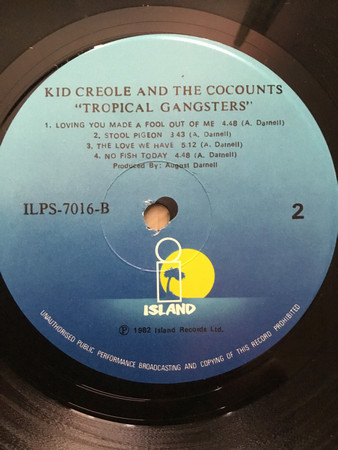 KID CREOLE AND THE COCOUNTS
"TROPICAL GANGSTERS"
1. LOVING YOU MADE A FOOL OUT OF ME 4.48 (A. Darnell)
2. STOOL PIGEON 3.43 (A. Darnell)
3. THE LOVE WE HAVE 5.12 (A. Darnell)
4. NO FISH TODAY 4.48 (A. Darnell)
Produced By: August Darnell
ILPS-7016-B
2
ISLAND
Ⓟ 1982 Island Records Ltd.
UNAUTHORISED PUBLIC PERFORMANCE BROADCASTING AND COPYING OF THIS RECORD PROHIBITED